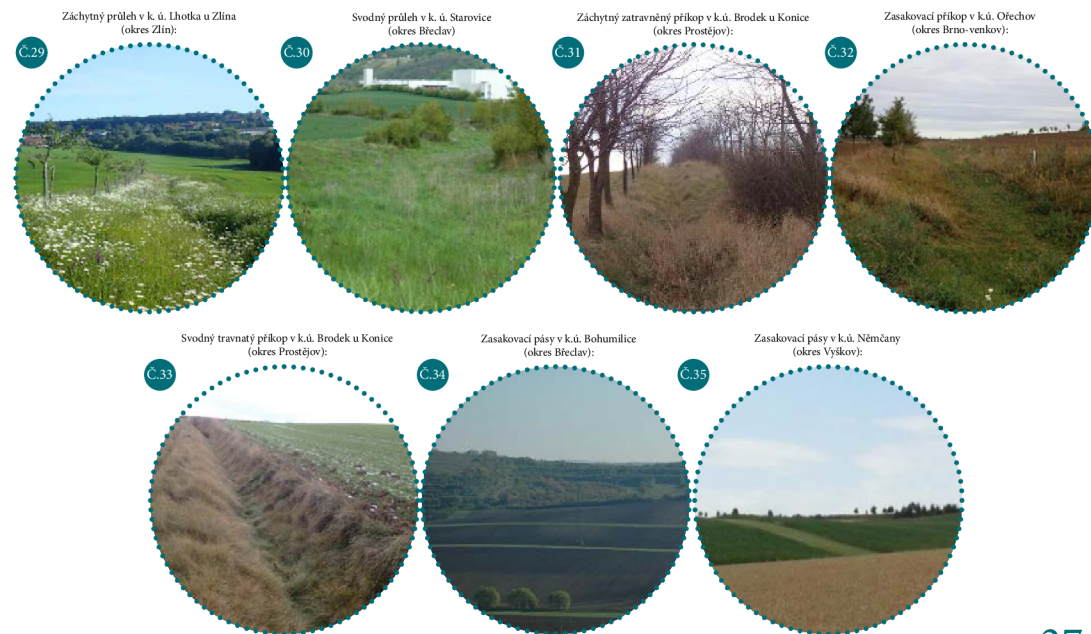 Záchytný průleh v k. ú. Lhotka u Zlína
(okres Zlín):
Č.29
Svodný průleh v k. ú. Starovice
(okres Břeclav)
Č.30
Záchytný zatravněný příkop v k.ú. Brodek u Konice
(okres Prostějov):
Č.31
Zasakovací příkop v k.ú. Ořechov
(okres Brno-venkov):
Č.32
Svodný travnatý příkop v k.ú. Brodek u Konice
(okres Prostějov):
Č.33
Zasakovací pásy v k.ú. Bohumilice
(okres Břeclav):
Č.34
Zasakovací pásy v k.ú. Němčany
(okres Vyškov):
Č.35